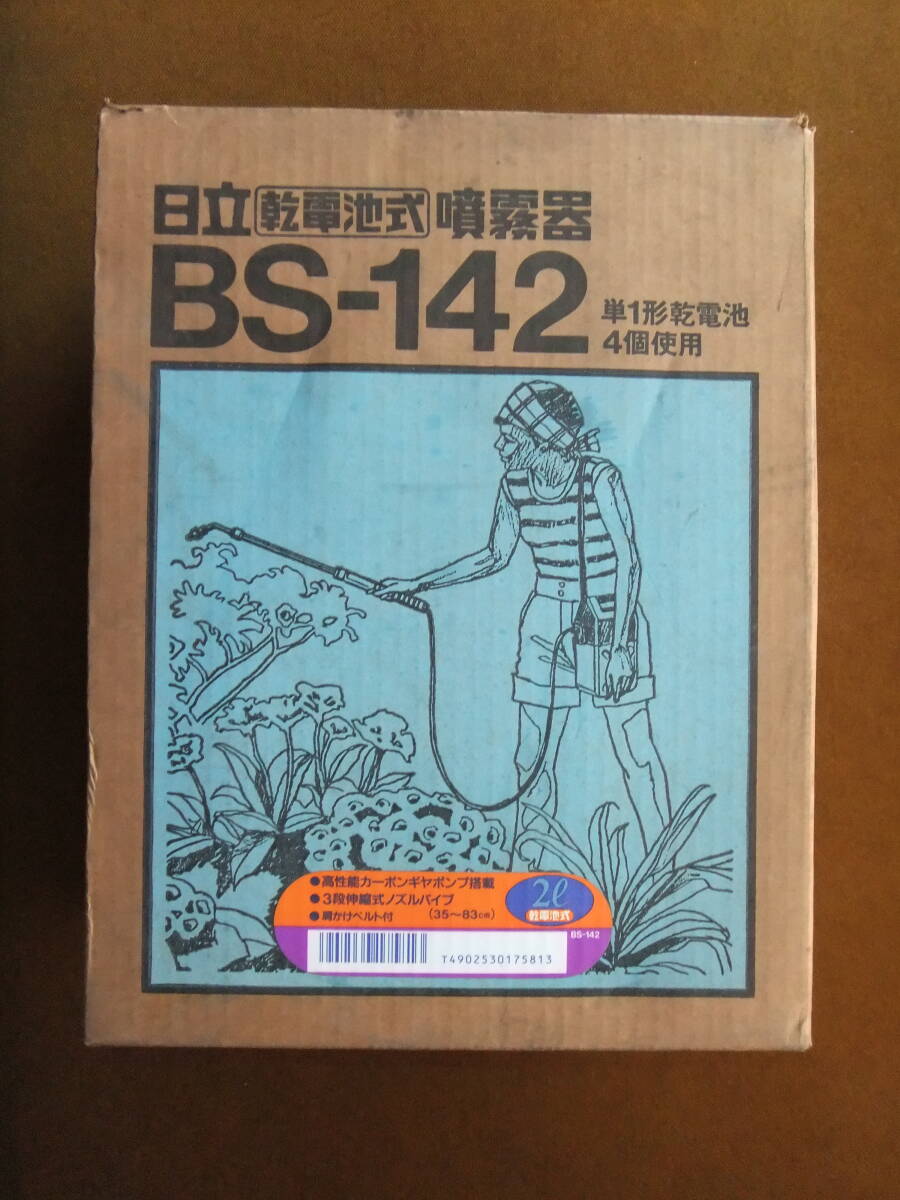 日立乾電池式噴霧器
BS-142
単1形乾電池
4個使用
●高性能カーボンギヤポンプ搭載
●3段伸縮式ノズルパイプ
●肩かけベルト付 (35〜83cm)
2ℓ
乾電池式
BS-142
T4902530175813